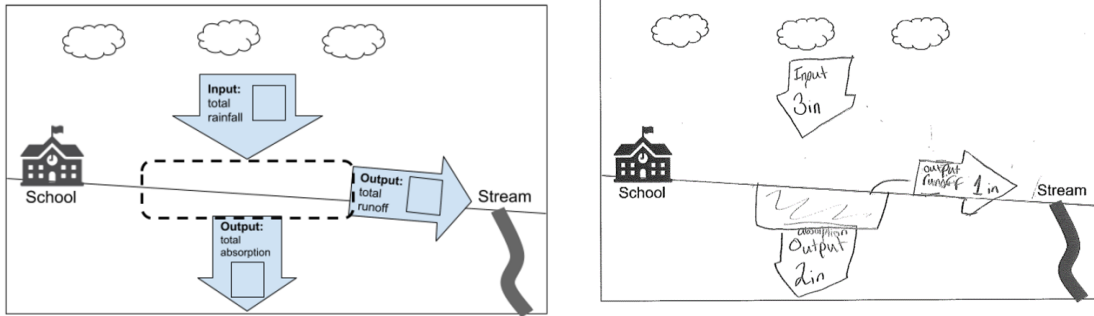 Input:
total
rainfall
School
Output:
total
runoff
Stream
Output:
total
absorption
Input
3in
School
output
runoff 1 in
Stream
absorption
Output
2in